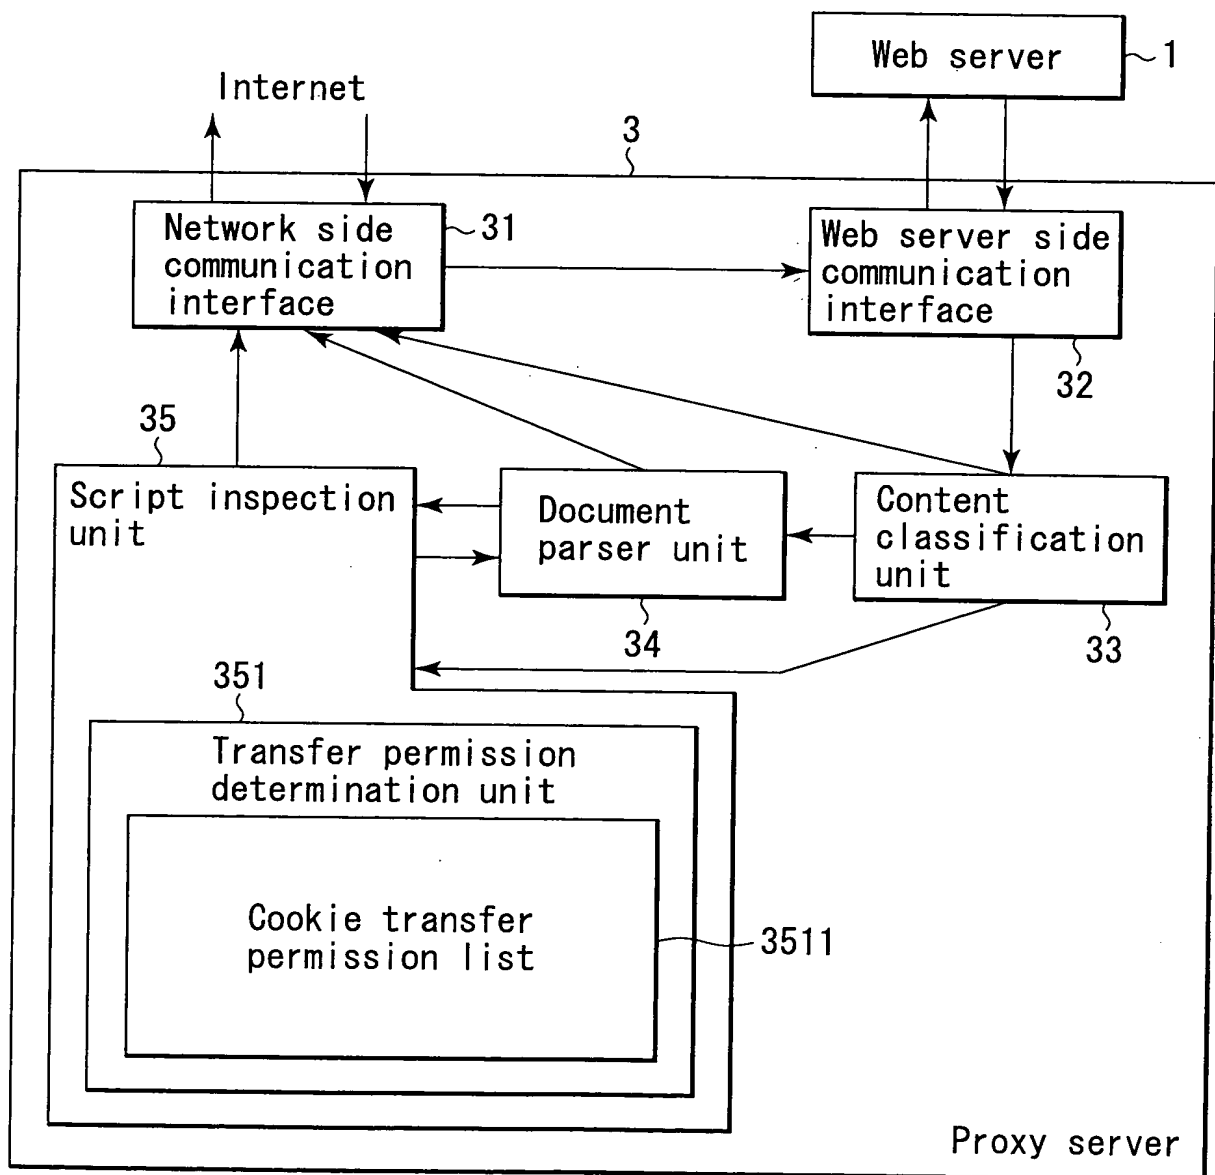 Web server
1
Internet
3
Network side
communication
interface
31
Web server side
communication
interface
32
35
Script inspection
unit
Document
parser unit
34
Content
classification
unit
33
351
Transfer permission
determination unit
Cookie transfer
permission list
3511
Proxy server